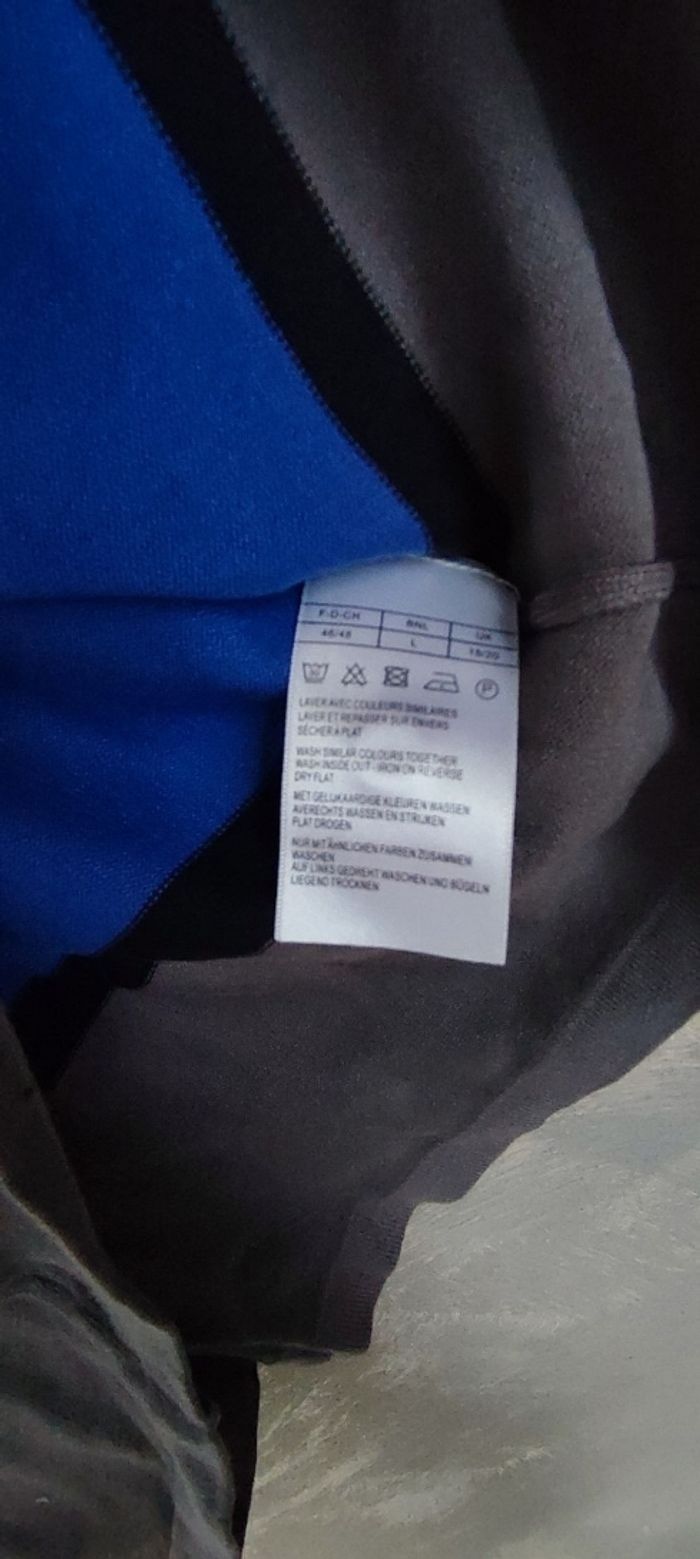 F-D-CH BNL UK
46/48 L 18/20
30 P
LAVER AVEC COULEURS SIMILAIRES
LAVER ET REPASSER SUR ENVERS
SÉCHER À PLAT
WASH SIMILAR COLOURS TOGETHER
WASH INSIDE OUT - IRON ON REVERSE
DRY FLAT
MET GELIJKAARDIGE KLEUREN WASSEN
AVERECHTS WASSEN EN STRIJKEN
PLAT DROGEN
NUR MIT ÄHNLICHEN FARBEN ZUSAMMEN
WASCHEN
AUF LINKS GEDREHT WASCHEN UND BÜGELN
LIEGEND TROCKNEN